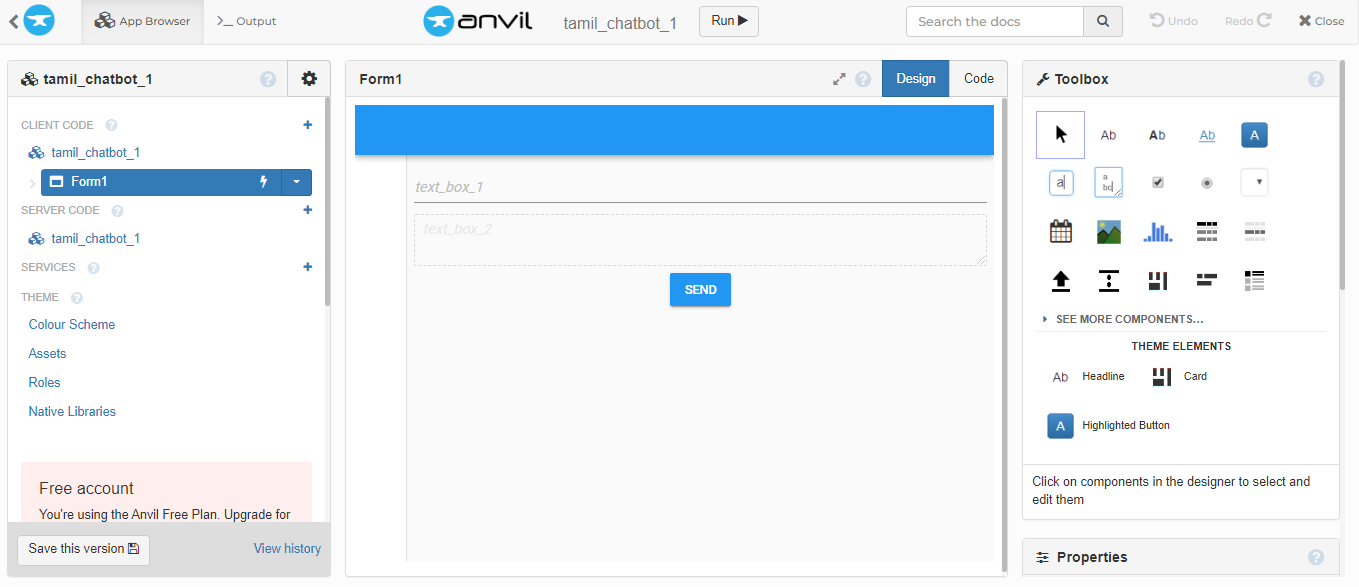 App Browser
>_ Output
anvil
tamil_chatbot_1
Run
Search the docs
Undo
Redo
Close
tamil_chatbot_1
?
CLIENT CODE ? +
tamil_chatbot_1
Form1
SERVER CODE ? +
tamil_chatbot_1
SERVICES ? +
THEME ?
Colour Scheme
Assets
Roles
Native Libraries
Free account
You're using the Anvil Free Plan. Upgrade for
Save this version
View history
Form1
?
Design
Code
text_box_1
text_box_2
SEND
Toolbox
?
Ab
Ab
Ab
A
a
a
bc
SEE MORE COMPONENTS...
THEME ELEMENTS
Ab Headline
Card
A Highlighted Button
Click on components in the designer to select and
edit them
Properties
?